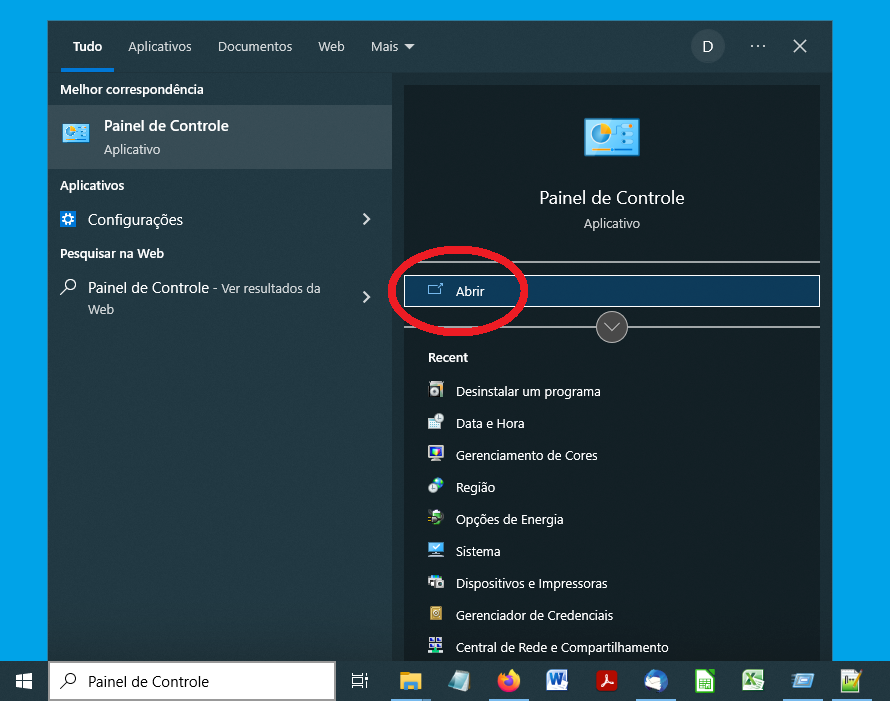 Tudo
Aplicativos
Documentos
Web
Mais
D
Melhor correspondência
Painel de Controle
Aplicativo
Aplicativos
Configurações
Pesquisar na Web
Painel de Controle - Ver resultados da
Web
Painel de Controle
Aplicativo
Abrir
Recent
Desinstalar um programa
Data e Hora
Gerenciamento de Cores
Região
Opções de Energia
Sistema
Dispositivos e Impressoras
Gerenciador de Credenciais
Central de Rede e Compartilhamento
Painel de Controle